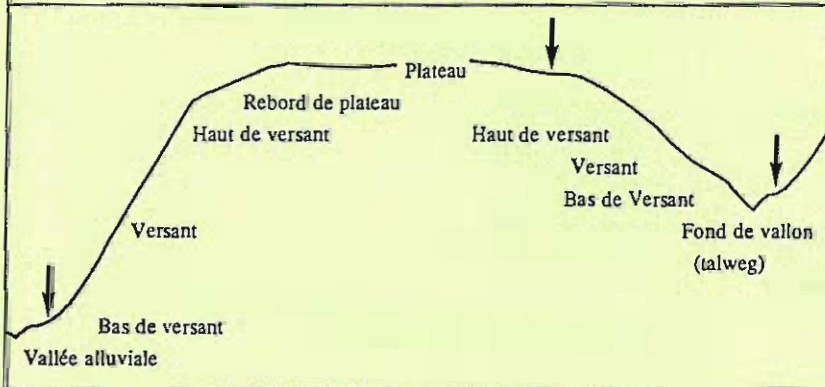 Plateau
Rebord de plateau
Haut de versant
Haut de versant
Versant
Bas de Versant
Versant
Fond de vallon
(talweg)
Bas de versant
Vallée alluviale